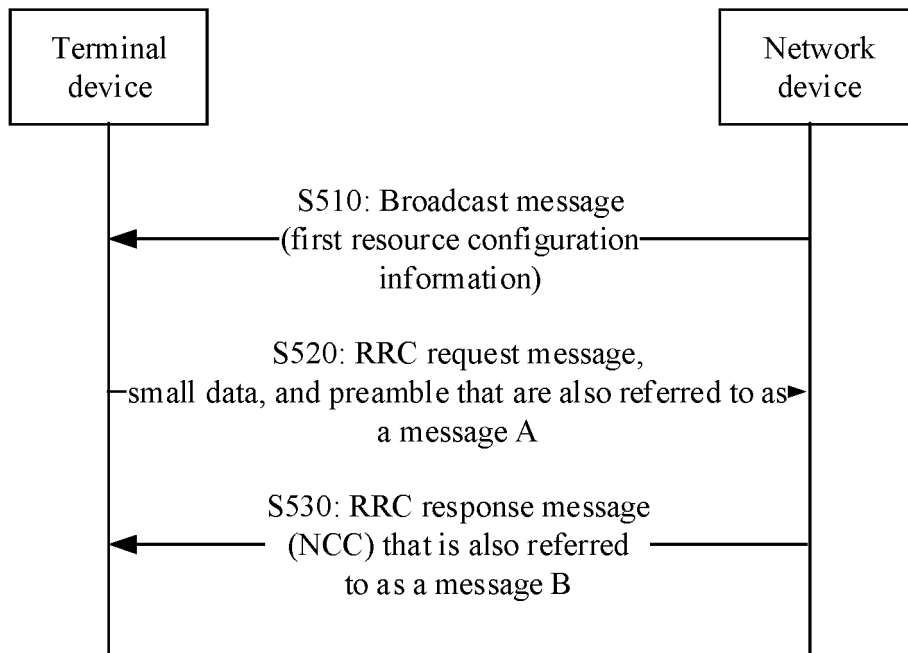 Terminal
device
Network
device
S510: Broadcast message
(first resource configuration
information)
S520: RRC request message,
small data, and preamble that are also referred to as
a message A
S530: RRC response message
(NCC) that is also referred
to as a message B